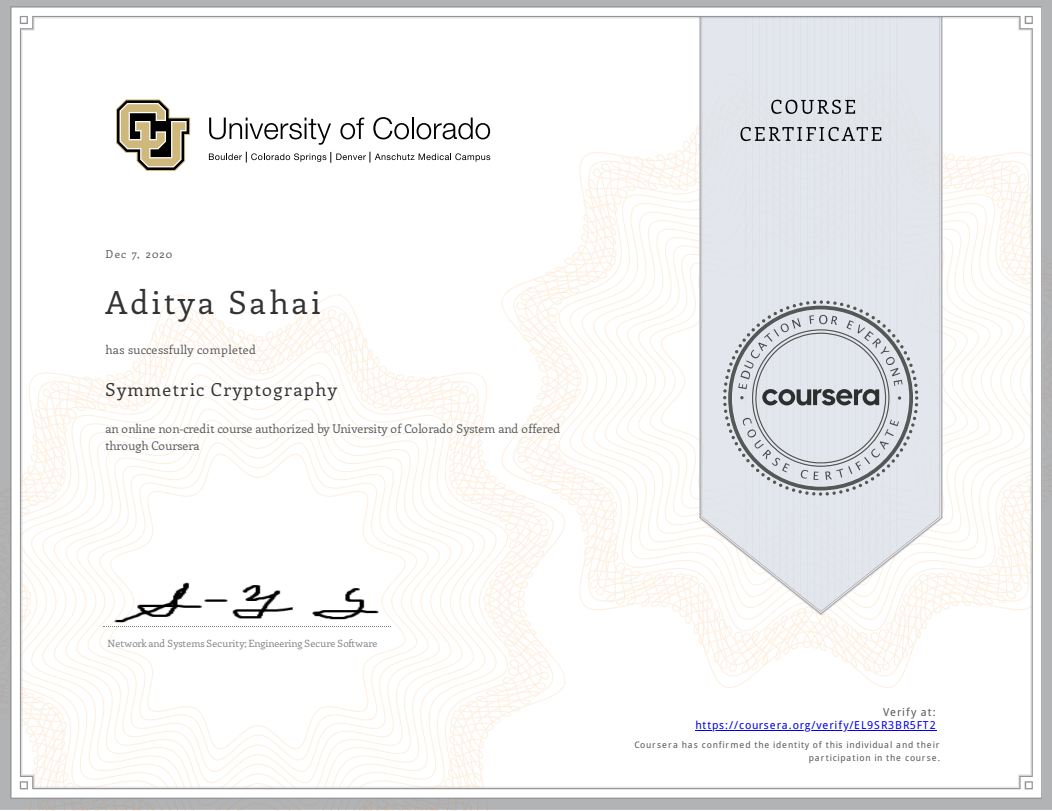 University of Colorado
Boulder | Colorado Springs | Denver | Anschutz Medical Campus
COURSE
CERTIFICATE
Dec 7, 2020
Aditya Sahai
has successfully completed
Symmetric Cryptography
an online non-credit course authorized by University of Colorado System and offered
through Coursera
EDUCATION FOR EVERYONE
coursera
COURSE CERTIFICATE
Network and Systems Security; Engineering Secure Software
Verify at:
https://coursera.org/verify/EL9SR3BR5FT2
Coursera has confirmed the identity of this individual and their
participation in the course.